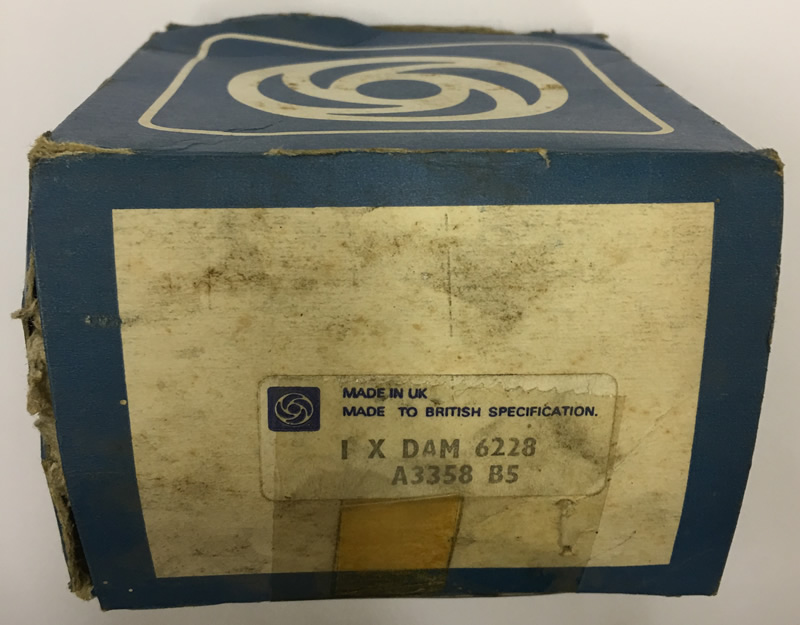 MADE IN UK
MADE TO BRITISH SPECIFICATION.
1 X DAM 6228
A3358 B5